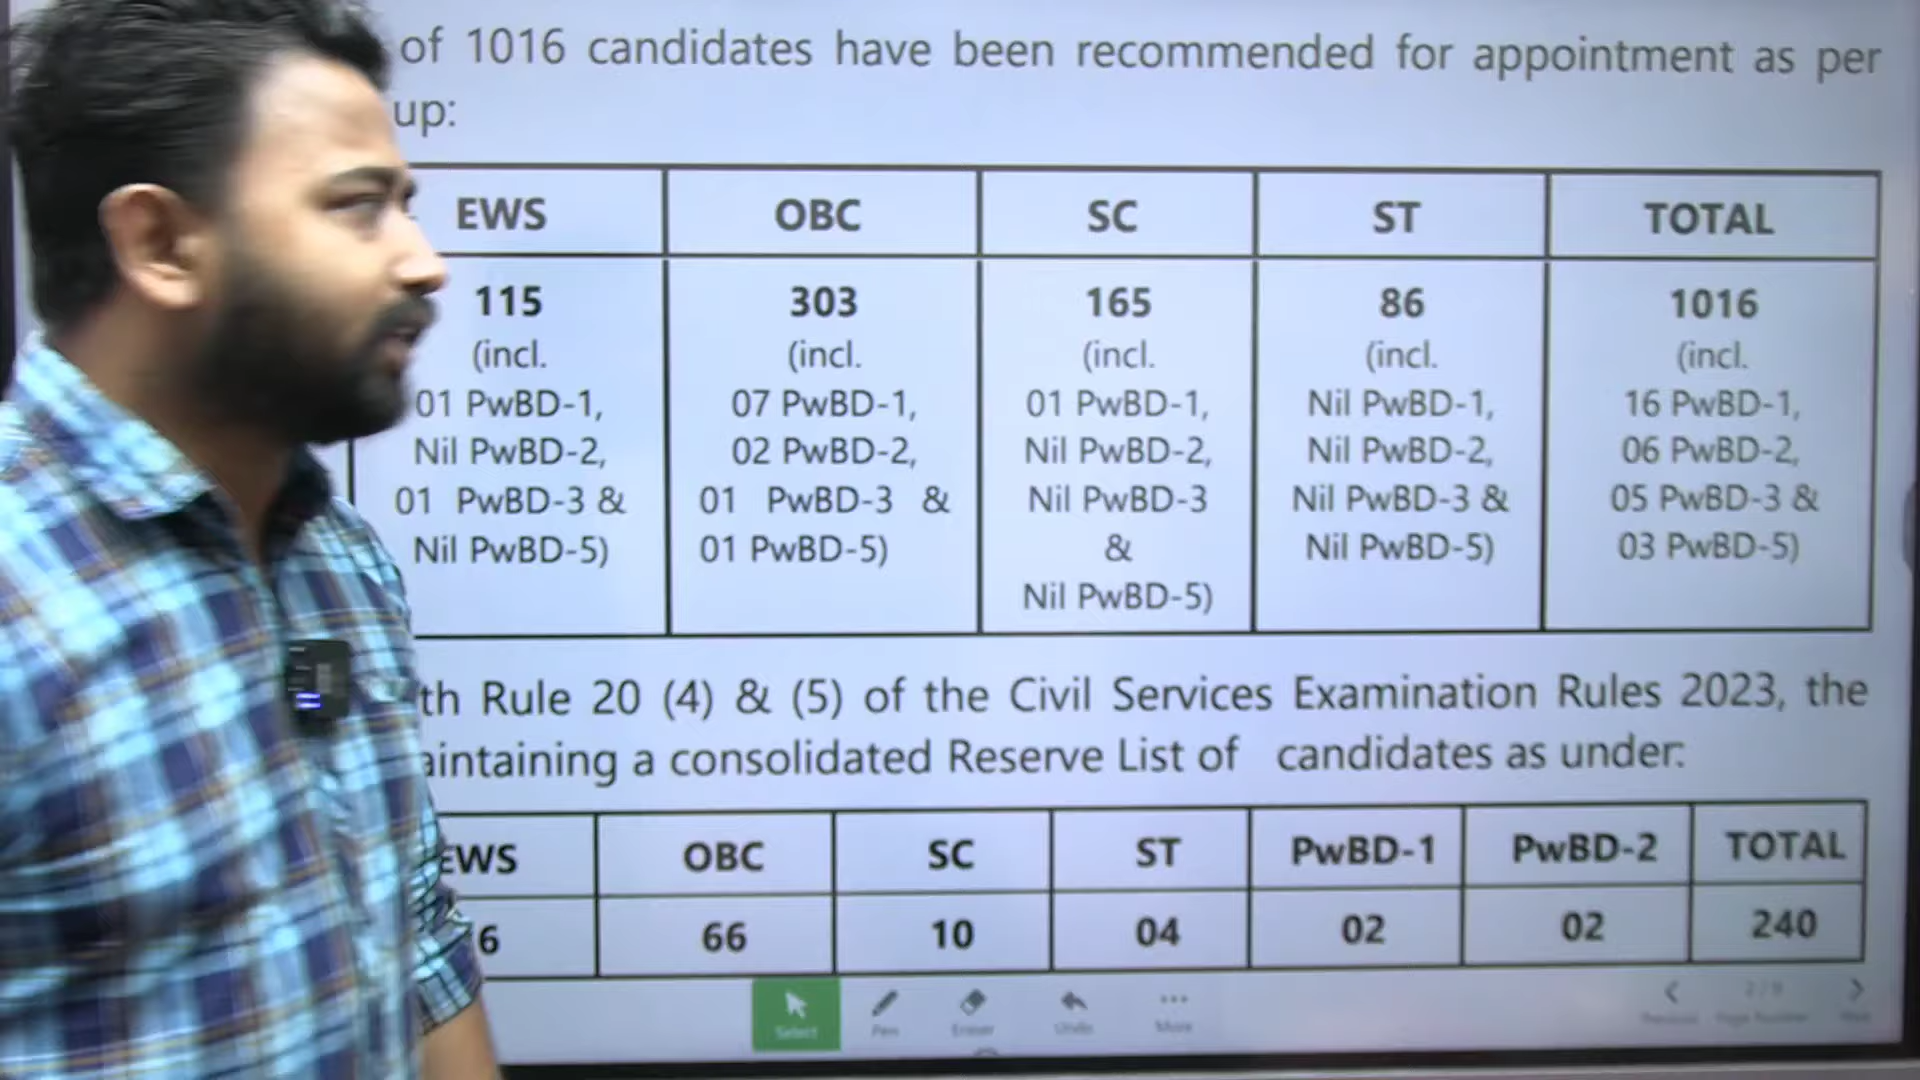 of 1016 candidates have been recommended for appointment as per
up:
EWS OBC SC ST TOTAL
115 303 165 86 1016
(incl. (incl. (incl. (incl. (incl.
01 PwBD-1, 07 PwBD-1, 01 PwBD-1, Nil PwBD-1, 16 PwBD-1,
Nil PwBD-2, 02 PwBD-2, Nil PwBD-2, Nil PwBD-2, 06 PwBD-2,
01 PwBD-3 & 01 PwBD-3 & Nil PwBD-3 Nil PwBD-3 & 05 PwBD-3 &
Nil PwBD-5) 01 PwBD-5) & Nil PwBD-5) 03 PwBD-5)
Nil PwBD-5)
th Rule 20 (4) & (5) of the Civil Services Examination Rules 2023, the
aintaining a consolidated Reserve List of candidates as under:
EWS OBC SC ST PwBD-1 PwBD-2 TOTAL
6 66 10 04 02 02 240
Select Pen Eraser Undo More